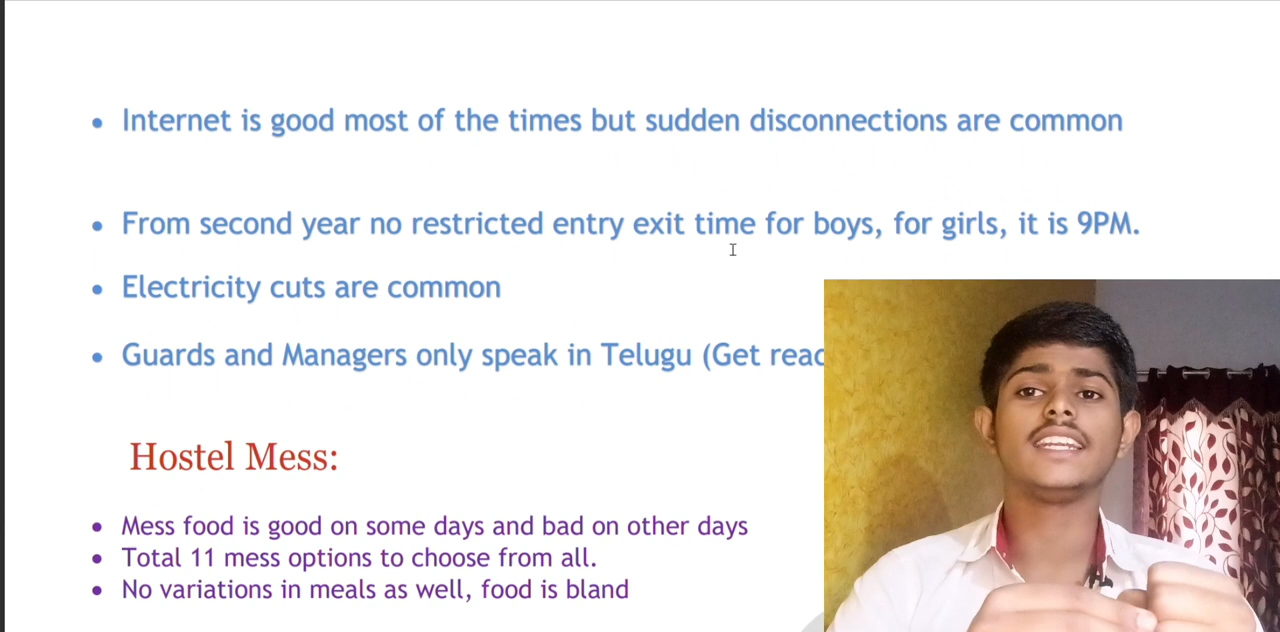 Internet is good most of the times but sudden disconnections are common
From second year no restricted entry exit time for boys, for girls, it is 9PM.
Electricity cuts are common
Guards and Managers only speak in Telugu (Get
Hostel Mess:
Mess food is good on some days and bad on other days
Total 11 mess options to choose from all.
No variations in meals as well, food is bland